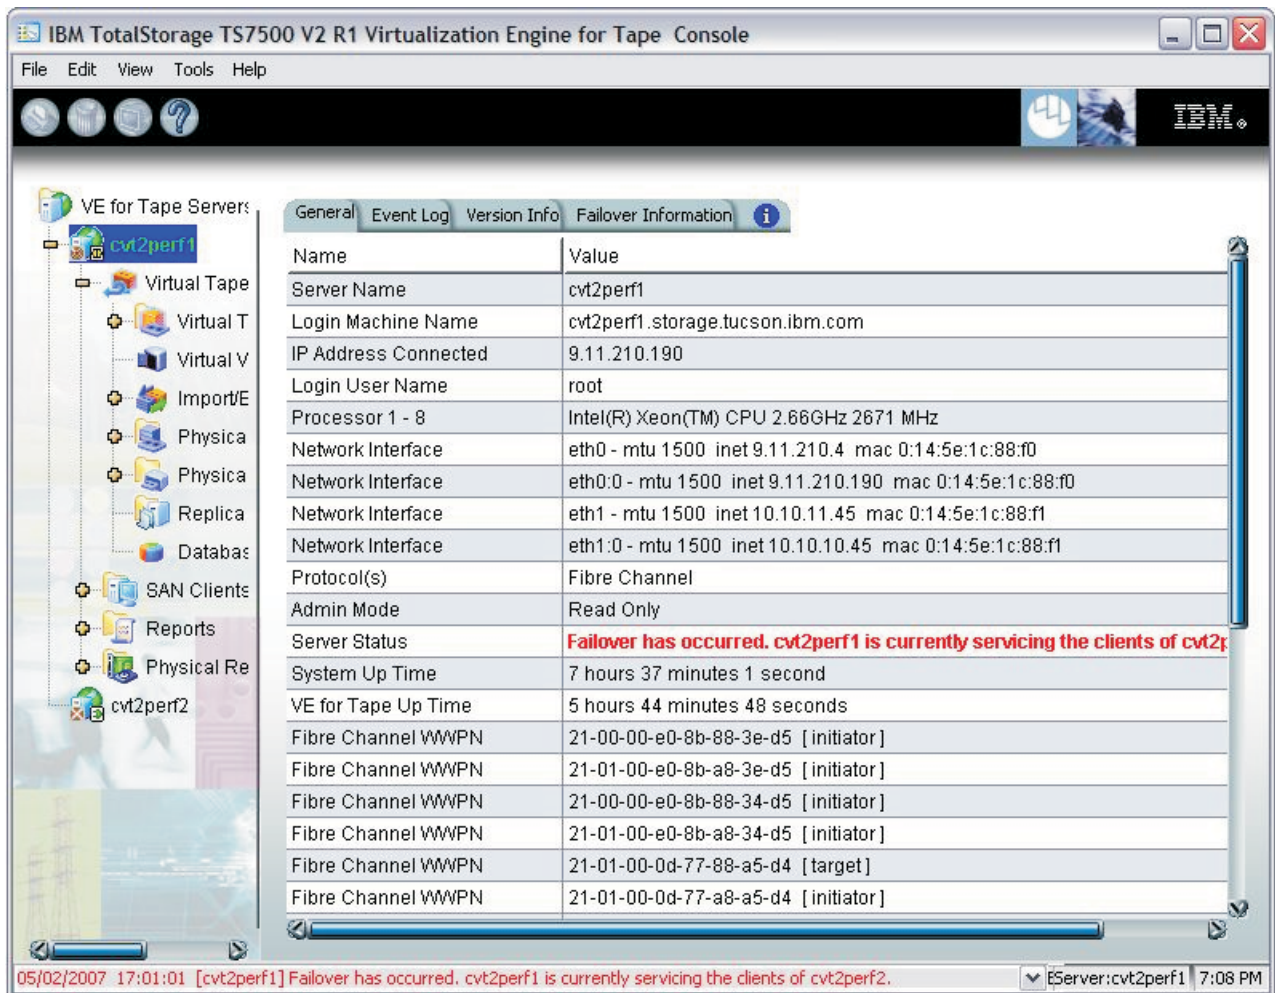 IBM TotalStorage TS7500 V2 R1 Virtualization Engine for Tape Console
File Edit View Tools Help
IBM
VE for Tape Servers
cvt2perf1
Virtual Tape
Virtual T
Virtual V
Import/E
Physica
Physica
Replica
Databas
SAN Clients
Reports
Physical Re
cvt2perf2
General Event Log Version Info Failover Information
Name Value
Server Name cvt2perf1
Login Machine Name cvt2perf1.storage.tucson.ibm.com
IP Address Connected 9.11.210.190
Login User Name root
Processor 1 - 8 Intel(R) Xeon(TM) CPU 2.66GHz 2671 MHz
Network Interface eth0 - mtu 1500 inet 9.11.210.4 mac 0:14:5e:1c:88:f0
Network Interface eth0:0 - mtu 1500 inet 9.11.210.190 mac 0:14:5e:1c:88:f0
Network Interface eth1 - mtu 1500 inet 10.10.11.45 mac 0:14:5e:1c:88:f1
Network Interface eth1:0 - mtu 1500 inet 10.10.10.45 mac 0:14:5e:1c:88:f1
Protocol(s) Fibre Channel
Admin Mode Read Only
Server Status Failover has occurred. cvt2perf1 is currently servicing the clients of cvt2p
System Up Time 7 hours 37 minutes 1 second
VE for Tape Up Time 5 hours 44 minutes 48 seconds
Fibre Channel WWPN 21-00-00-e0-8b-88-3e-d5 [initiator]
Fibre Channel WWPN 21-01-00-e0-8b-a8-3e-d5 [initiator]
Fibre Channel WWPN 21-00-00-e0-8b-88-34-d5 [initiator]
Fibre Channel WWPN 21-01-00-e0-8b-a8-34-d5 [initiator]
Fibre Channel WWPN 21-01-00-0d-77-88-a5-d4 [target]
Fibre Channel WWPN 21-01-00-0d-77-a8-a5-d4 [initiator]
05/02/2007 17:01:01 [cvt2perf1] Failover has occurred. cvt2perf1 is currently servicing the clients of cvt2perf2.
Server:cvt2perf1 7:08 PM